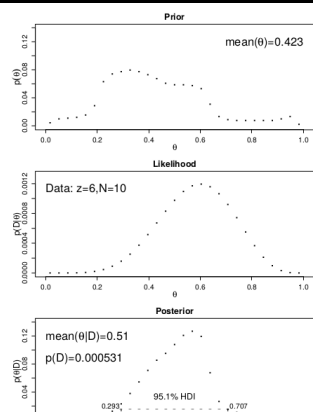 Prior
mean(θ)=0.423
p(θ)
0.00 0.04 0.08 0.12
0.0 0.2 0.4 0.6 0.8 1.0
θ
Likelihood
Data: z=6,N=10
p(D|θ)
0.0000 0.0004 0.0008 0.0012
0.0 0.2 0.4 0.6 0.8 1.0
θ
Posterior
mean(θ|D)=0.51
p(D)=0.000531
p(θ|D)
0.04 0.08 0.12
95.1% HDI
0.293 0.707